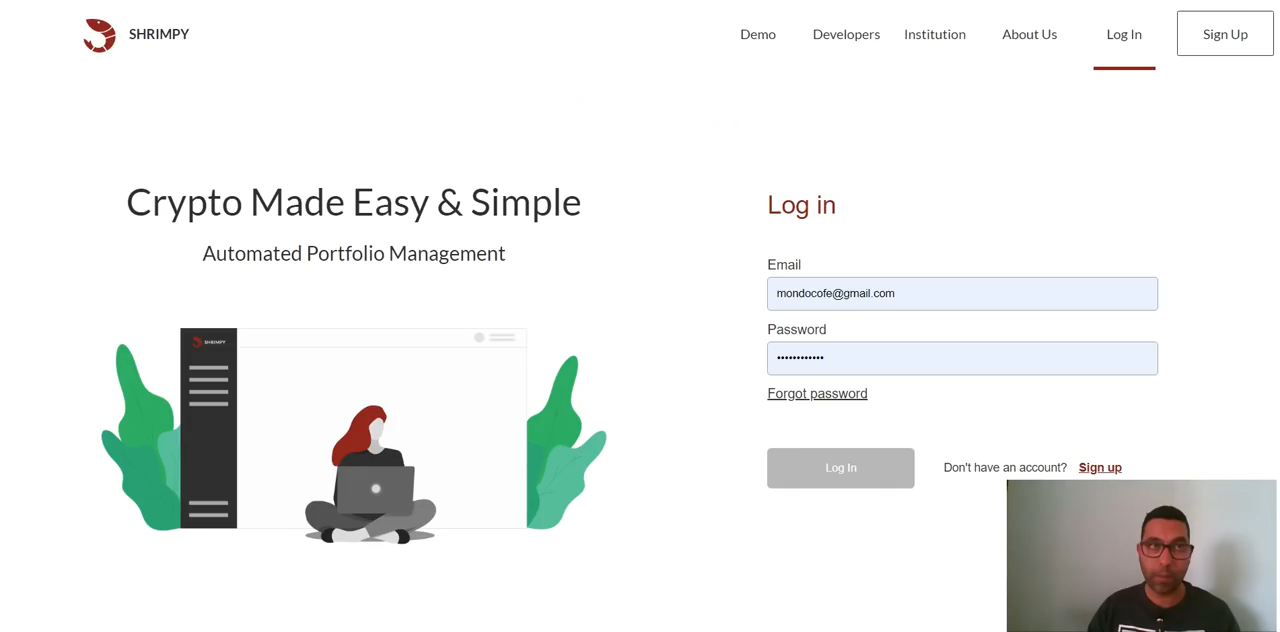 SHRIMPY
Demo Developers Institution About Us Log In Sign Up
Crypto Made Easy & Simple
Automated Portfolio Management
SHRIMPY
Log in
Email
mondocofe@gmail.com
Password
••••••••••••
Forgot password
Log In Don't have an account? Sign up